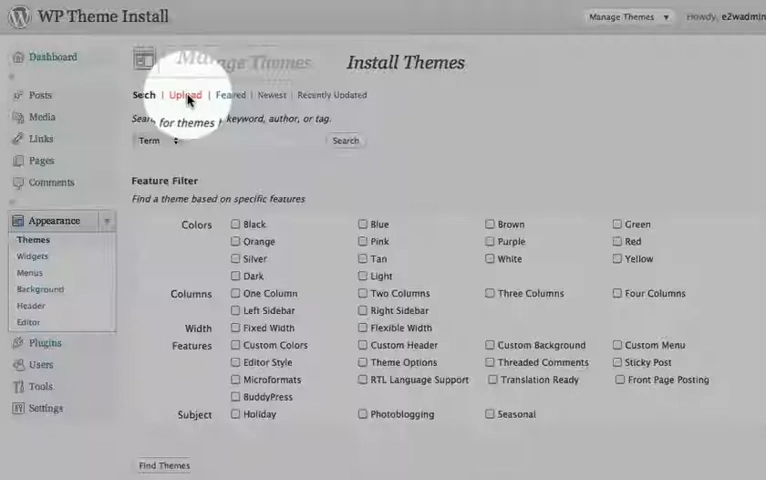 WP Theme Install
Manage Themes
Howdy, e2wadmin
Dashboard
Posts
Media
Links
Pages
Comments
Appearance
Themes
Widgets
Menus
Background
Header
Editor
Plugins
Users
Tools
Settings
Manage Themes Install Themes
Upload | Featured | Newest | Recently Updated
for themes keyword, author, or tag.
Term Search
Feature Filter
Find a theme based on specific features
Colors Black Blue Brown Green
Orange Pink Purple Red
Silver Tan White Yellow
Dark Light
Columns One Column Two Columns Three Columns Four Columns
Left Sidebar Right Sidebar
Width Fixed Width Flexible Width
Features Custom Colors Custom Header Custom Background Custom Menu
Editor Style Theme Options Threaded Comments Sticky Post
Microformats RTL Language Support Translation Ready Front Page Posting
BuddyPress
Subject Holiday Photoblogging Seasonal
Find Themes